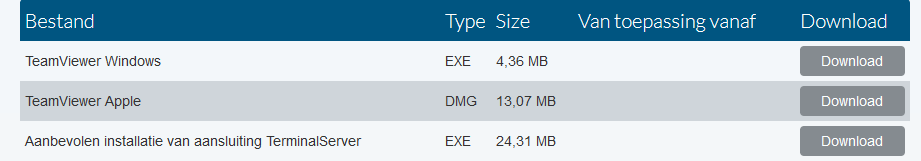 Bestand Type Size Van toepassing vanaf Download
TeamViewer Windows EXE 4,36 MB Download
TeamViewer Apple DMG 13,07 MB Download
Aanbevolen installatie van aansluiting TerminalServer EXE 24,31 MB Download